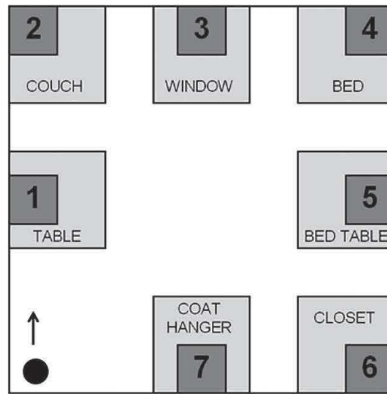 2
3
4
COUCH
WINDOW
BED
1
5
TABLE
BED TABLE
COAT
HANGER
CLOSET
7
6